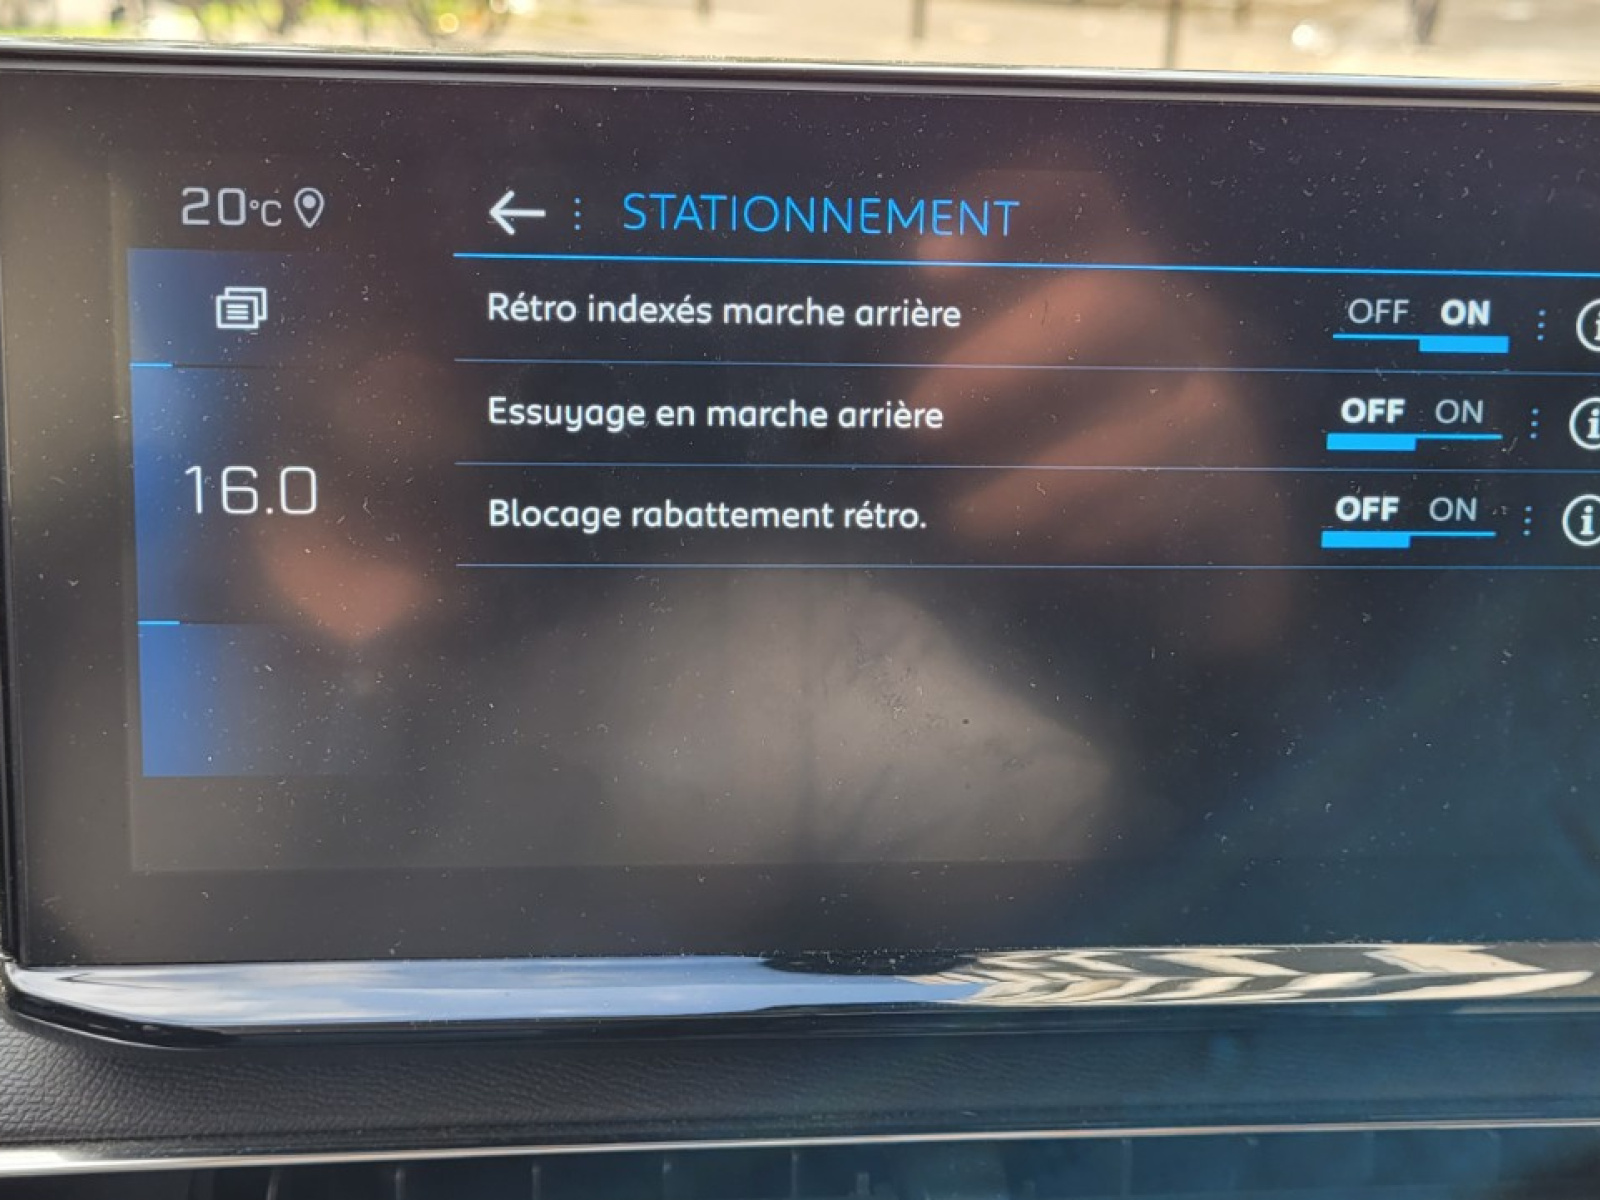 20°C
STATIONNEMENT
Rétro indexés marche arrière OFF ON
Essuyage en marche arrière OFF ON
16.0
Blocage rabattement rétro. OFF ON